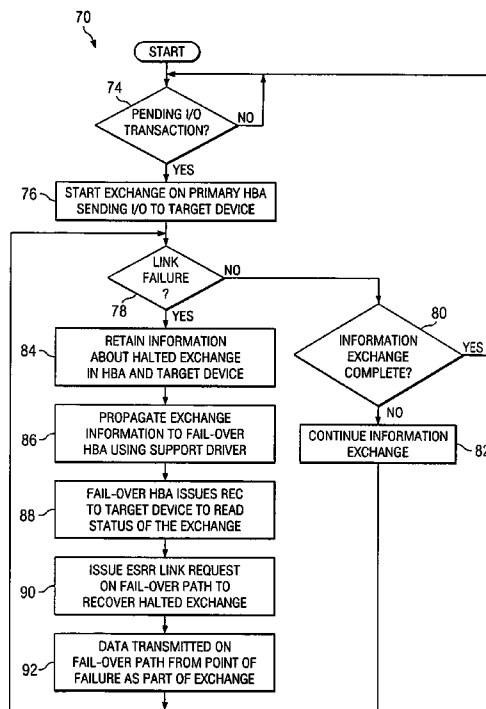 70
START
74
PENDING I/O
TRANSACTION?
NO
YES
76
START EXCHANGE ON PRIMARY HBA
SENDING I/O TO TARGET DEVICE
LINK
FAILURE
?
NO
78
YES
80
INFORMATION
EXCHANGE
COMPLETE?
YES
NO
84
RETAIN INFORMATION
ABOUT HALTED EXCHANGE
IN HBA AND TARGET DEVICE
CONTINUE INFORMATION
EXCHANGE
82
86
PROPAGATE EXCHANGE
INFORMATION TO FAIL-OVER
HBA USING SUPPORT DRIVER
88
FAIL-OVER HBA ISSUES REC
TO TARGET DEVICE TO READ
STATUS OF THE EXCHANGE
90
ISSUE ESRR LINK REQUEST
ON FAIL-OVER PATH TO
RECOVER HALTED EXCHANGE
92
DATA TRANSMITTED ON
FAIL-OVER PATH FROM POINT OF
FAILURE AS PART OF EXCHANGE